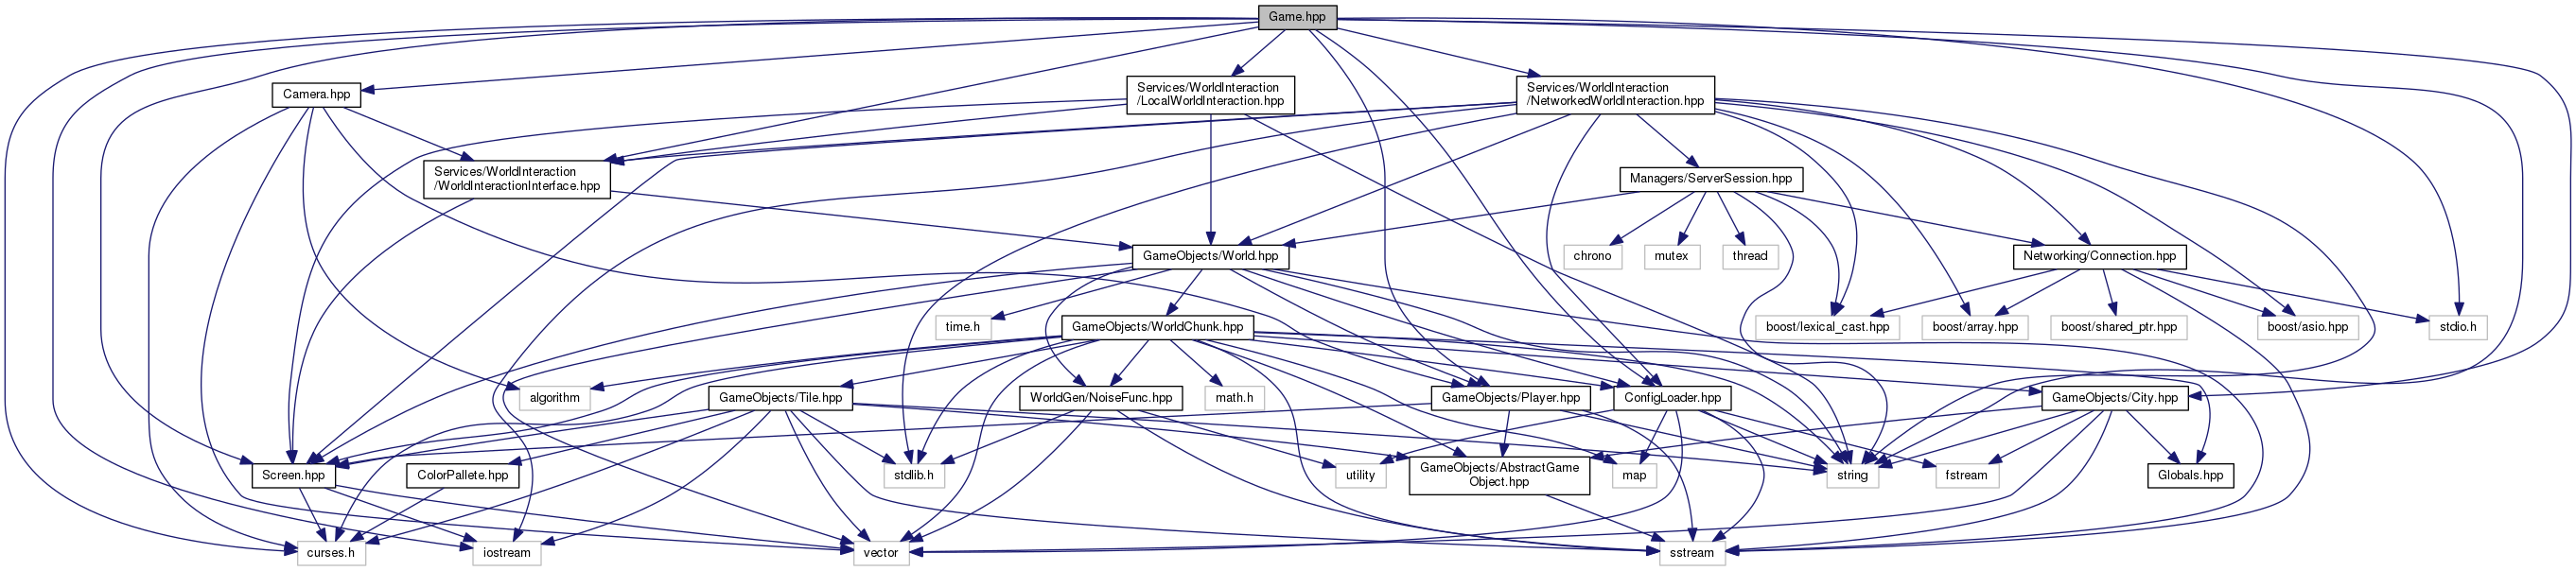 Game.hpp
Camera.hpp
Services/WorldInteraction
/LocalWorldInteraction.hpp
Services/WorldInteraction
/NetworkedWorldInteraction.hpp
Services/WorldInteraction
/WorldInteractionInterface.hpp
Managers/ServerSession.hpp
GameObjects/World.hpp
chrono
mutex
thread
Networking/Connection.hpp
time.h
GameObjects/WorldChunk.hpp
boost/lexical_cast.hpp
boost/array.hpp
boost/shared_ptr.hpp
boost/asio.hpp
stdio.h
algorithm
GameObjects/Tile.hpp
WorldGen/NoiseFunc.hpp
math.h
GameObjects/Player.hpp
ConfigLoader.hpp
GameObjects/City.hpp
Screen.hpp
ColorPallete.hpp
stdlib.h
utility
GameObjects/AbstractGame
Object.hpp
map
string
fstream
Globals.hpp
curses.h
iostream
vector
sstream